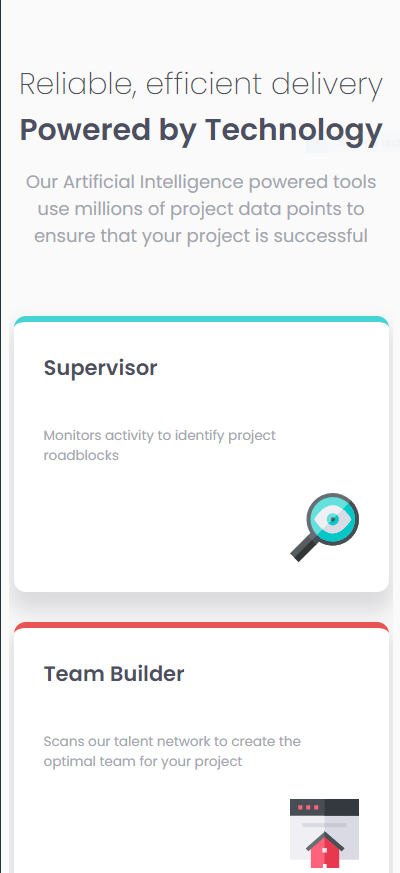 Reliable, efficient delivery
Powered by Technology
Our Artificial Intelligence powered tools
use millions of project data points to
ensure that your project is successful
Supervisor
Monitors activity to identify project
roadblocks
Team Builder
Scans our talent network to create the
optimal team for your project